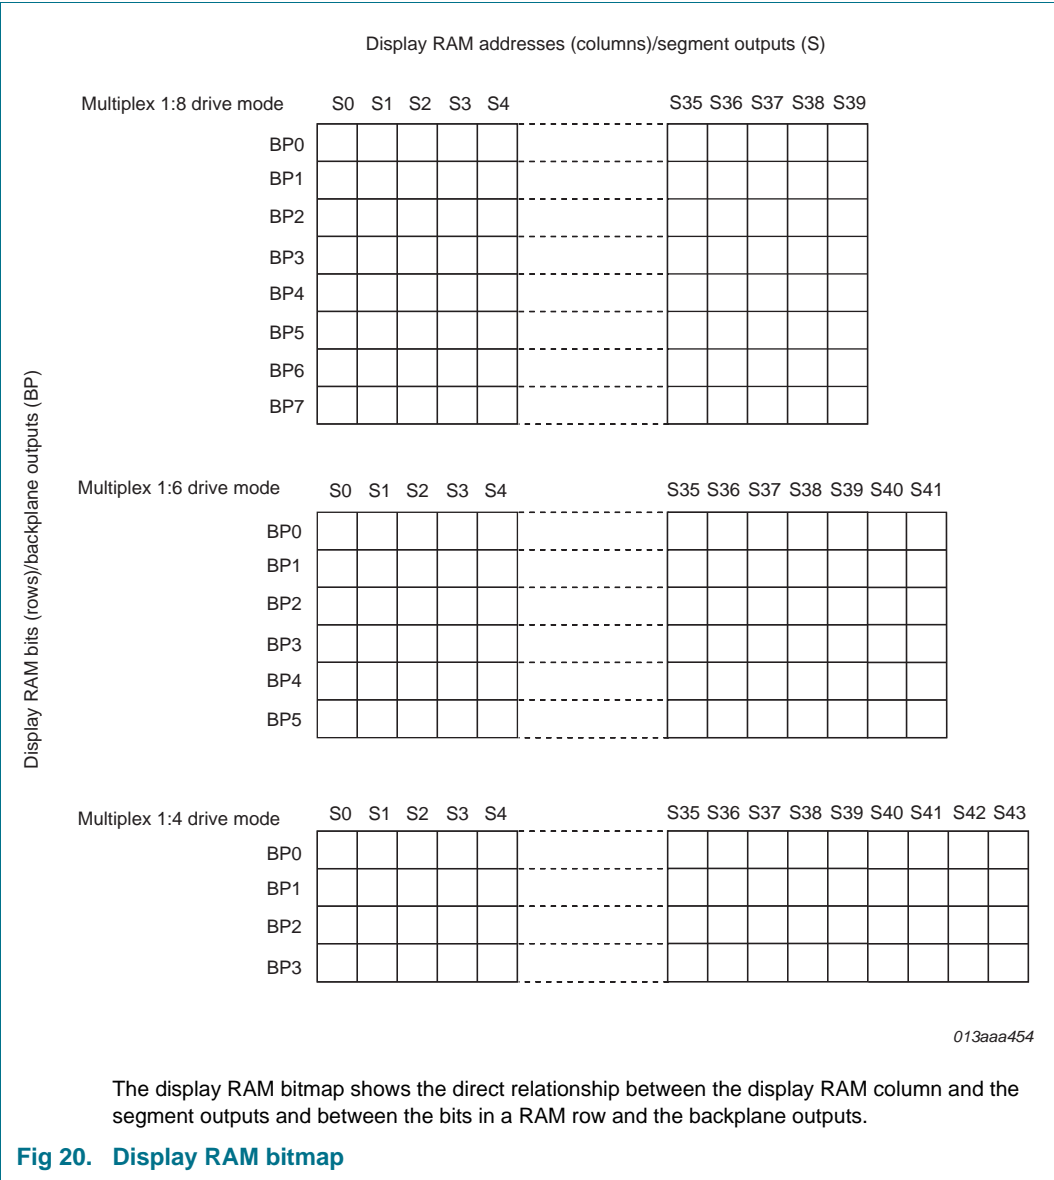 Display RAM addresses (columns)/segment outputs (S)
Multiplex 1:8 drive mode S0 S1 S2 S3 S4 S35 S36 S37 S38 S39
BP0
BP1
BP2
BP3
BP4
BP5
BP6
BP7
Display RAM bits (rows)/backplane outputs (BP)
Multiplex 1:6 drive mode S0 S1 S2 S3 S4 S35 S36 S37 S38 S39 S40 S41
BP0
BP1
BP2
BP3
BP4
BP5
Multiplex 1:4 drive mode S0 S1 S2 S3 S4 S35 S36 S37 S38 S39 S40 S41 S42 S43
BP0
BP1
BP2
BP3
013aaa454
The display RAM bitmap shows the direct relationship between the display RAM column and the
segment outputs and between the bits in a RAM row and the backplane outputs.
Fig 20. Display RAM bitmap